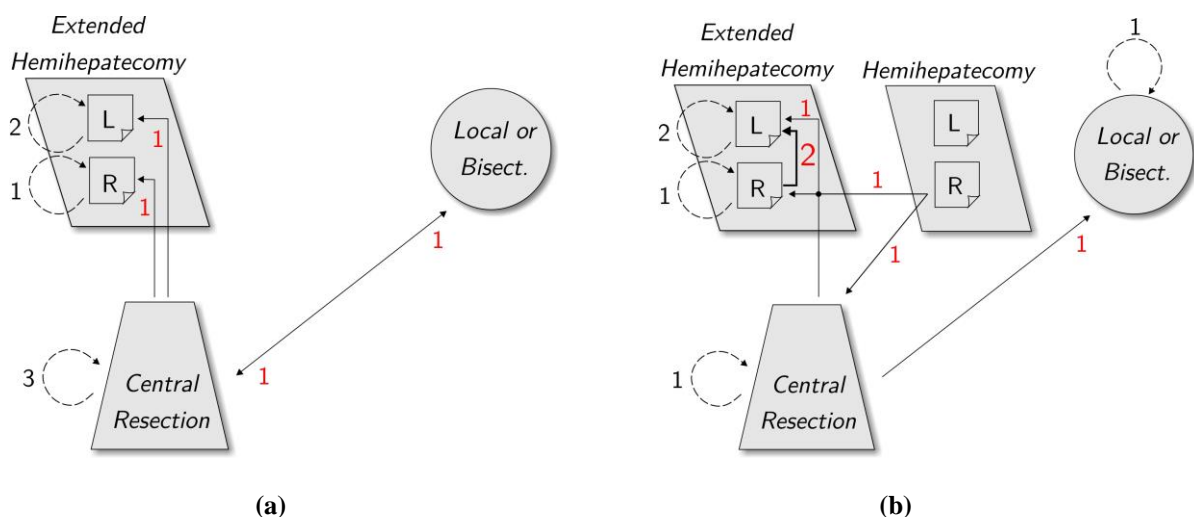 Extended
Hemihepatecomy
L
R
2
1
1
1
Local or
Bisect.
1
1
3
Central
Resection
(a)
Extended
Hemihepatecomy
Hemihepatecomy
1
L
R
2
1
1
2
L
R
1
1
Local or
Bisect.
1
1
Central
Resection
(b)